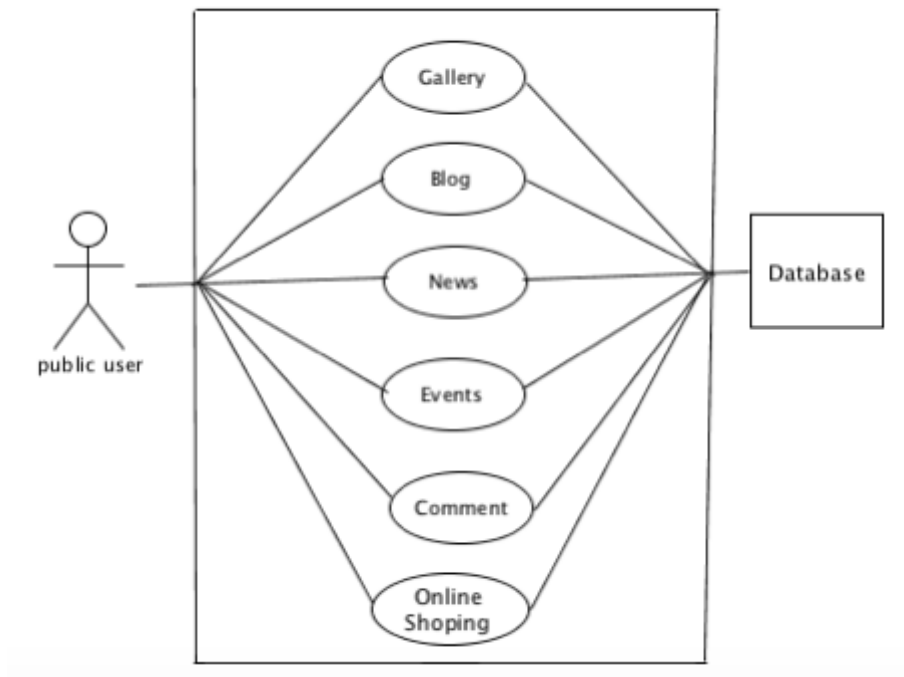 Gallery
Blog
News
Events
Comment
Online
Shoping
public user
Database